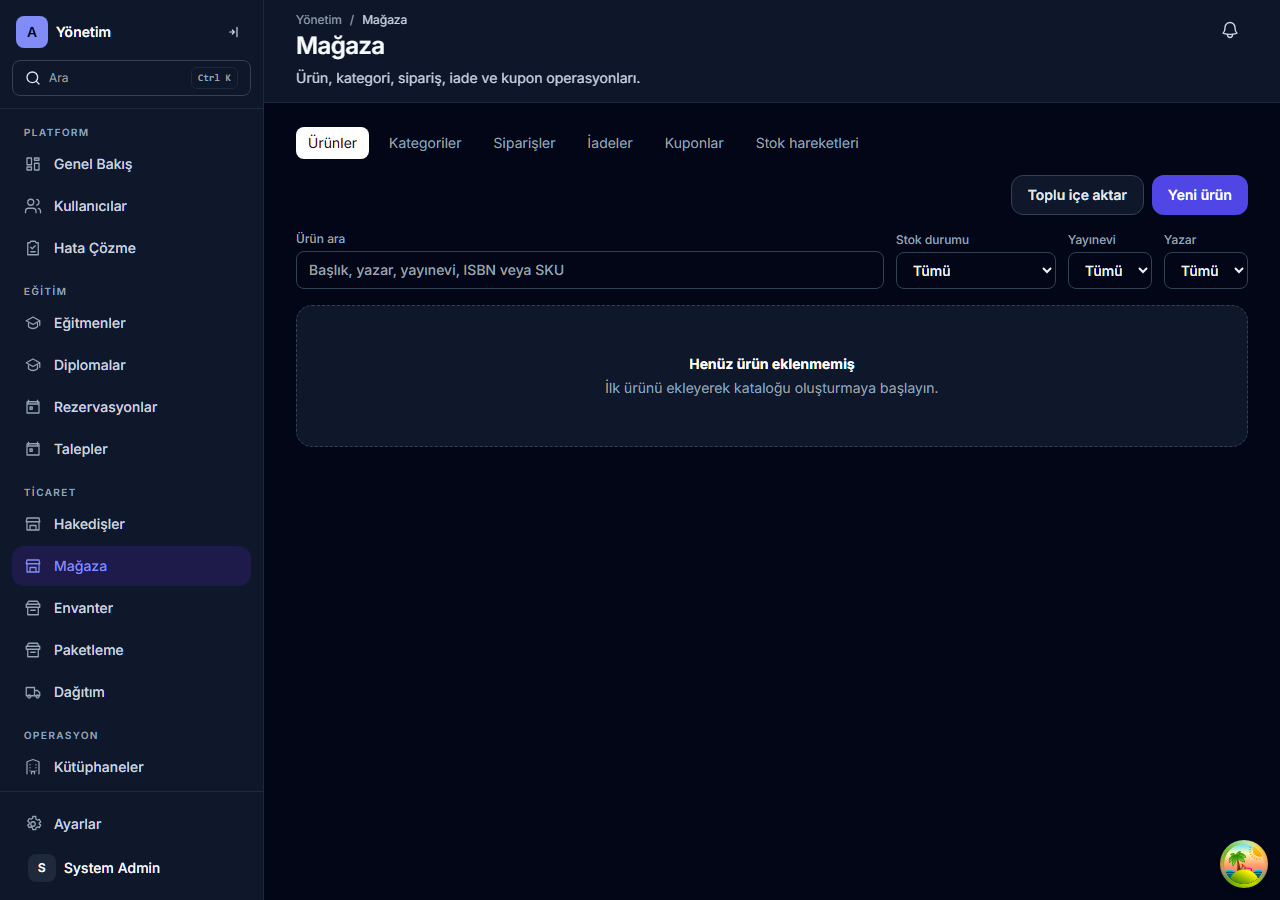 A Yönetim
Ara Ctrl K
PLATFORM
Genel Bakış
Kullanıcılar
Hata Çözme
EĞİTİM
Eğitmenler
Diplomalar
Rezervasyonlar
Talepler
TİCARET
Hakedişler
Mağaza
Envanter
Paketleme
Dağıtım
OPERASYON
Kütüphaneler
Ayarlar
S System Admin
Yönetim / Mağaza
Mağaza
Ürün, kategori, sipariş, iade ve kupon operasyonları.
Ürünler Kategoriler Siparişler İadeler Kuponlar Stok hareketleri
Toplu içe aktar Yeni ürün
Ürün ara Stok durumu Yayınevi Yazar
Başlık, yazar, yayınevi, ISBN veya SKU Tümü Tümü Tümü
Henüz ürün eklenmemiş
İlk ürünü ekleyerek kataloğu oluşturmaya başlayın.